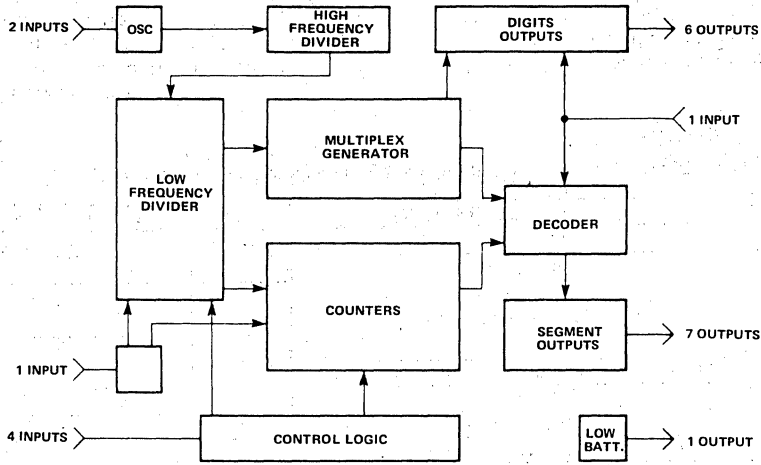 2 INPUTS
OSC
HIGH
FREQUENCY
DIVIDER
DIGITS
OUTPUTS
6 OUTPUTS
1 INPUT
LOW
FREQUENCY
DIVIDER
MULTIPLEX
GENERATOR
DECODER
COUNTERS
SEGMENT
OUTPUTS
7 OUTPUTS
1 INPUT
4 INPUTS
CONTROL LOGIC
LOW
BATT.
1 OUTPUT